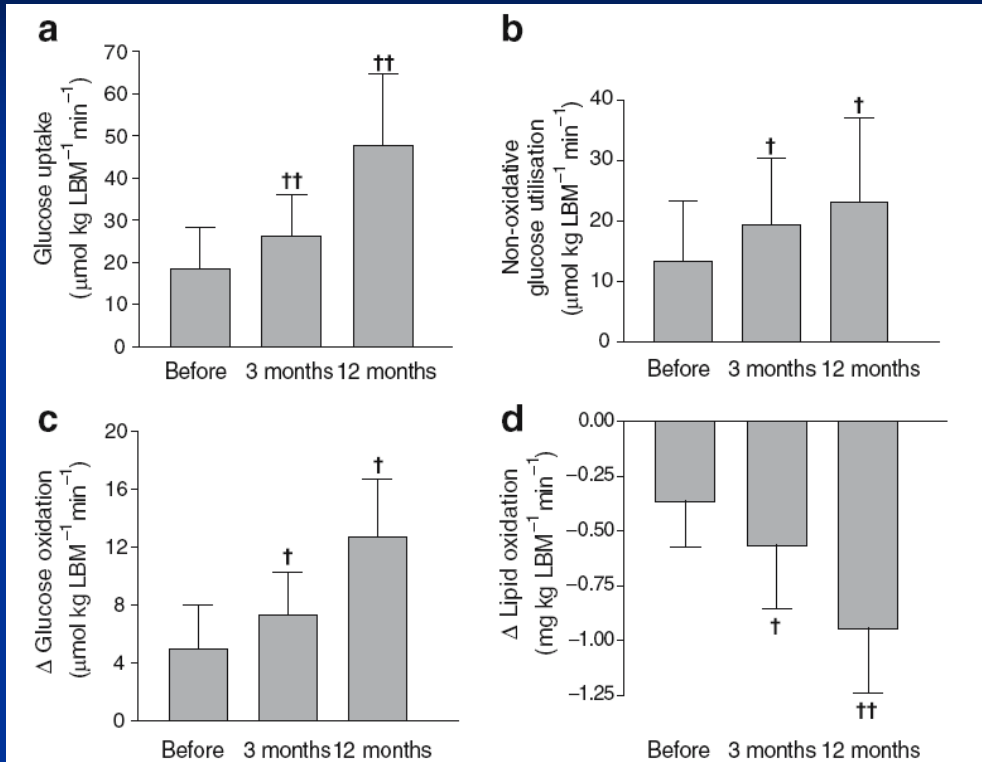 a
Glucose uptake
(µmol kg LBM⁻¹ min⁻¹)
70
60
50
40
30
20
10
0
††
††
Before 3 months 12 months
b
Non-oxidative
glucose utilisation
(µmol kg LBM⁻¹ min⁻¹)
40
30
20
10
0
†
†
Before 3 months 12 months
c
Δ Glucose oxidation
(µmol kg LBM⁻¹ min⁻¹)
20
16
12
8
4
0
†
†
Before 3 months 12 months
d
Δ Lipid oxidation
(mg kg LBM⁻¹ min⁻¹)
0.00
−0.25
−0.50
−0.75
−1.00
−1.25
†
††
Before 3 months 12 months